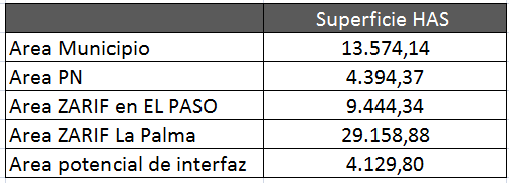 Superficie HAS
Area Municipio 13.574,14
Area PN 4.394,37
Area ZARIF en EL PASO 9.444,34
Area ZARIF La Palma 29.158,88
Area potencial de interfaz 4.129,80